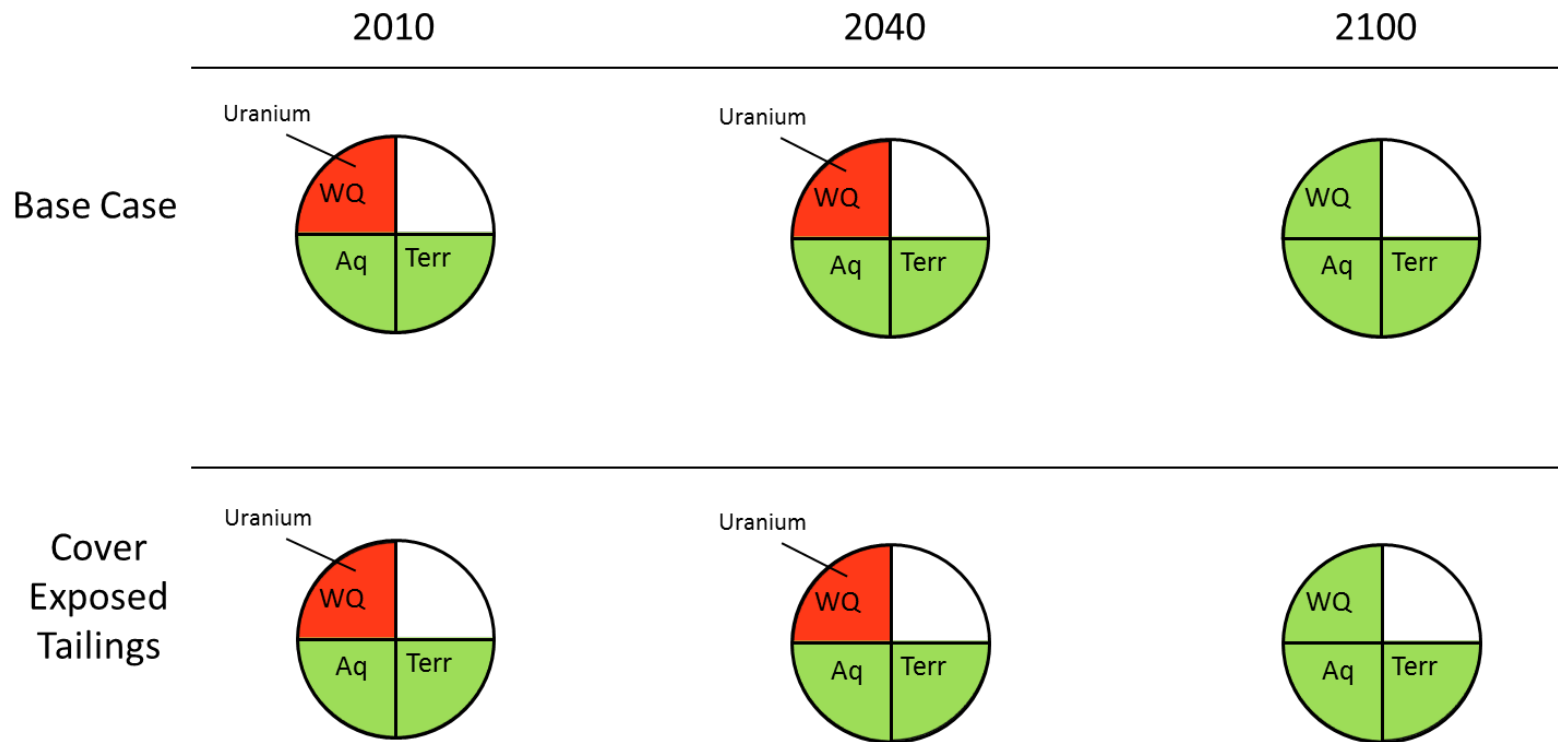 2010 2040 2100
Base Case
Uranium
WQ
Aq Terr
Uranium
WQ
Aq Terr
WQ
Aq Terr
Cover
Exposed
Tailings
Uranium
WQ
Aq Terr
Uranium
WQ
Aq Terr
WQ
Aq Terr